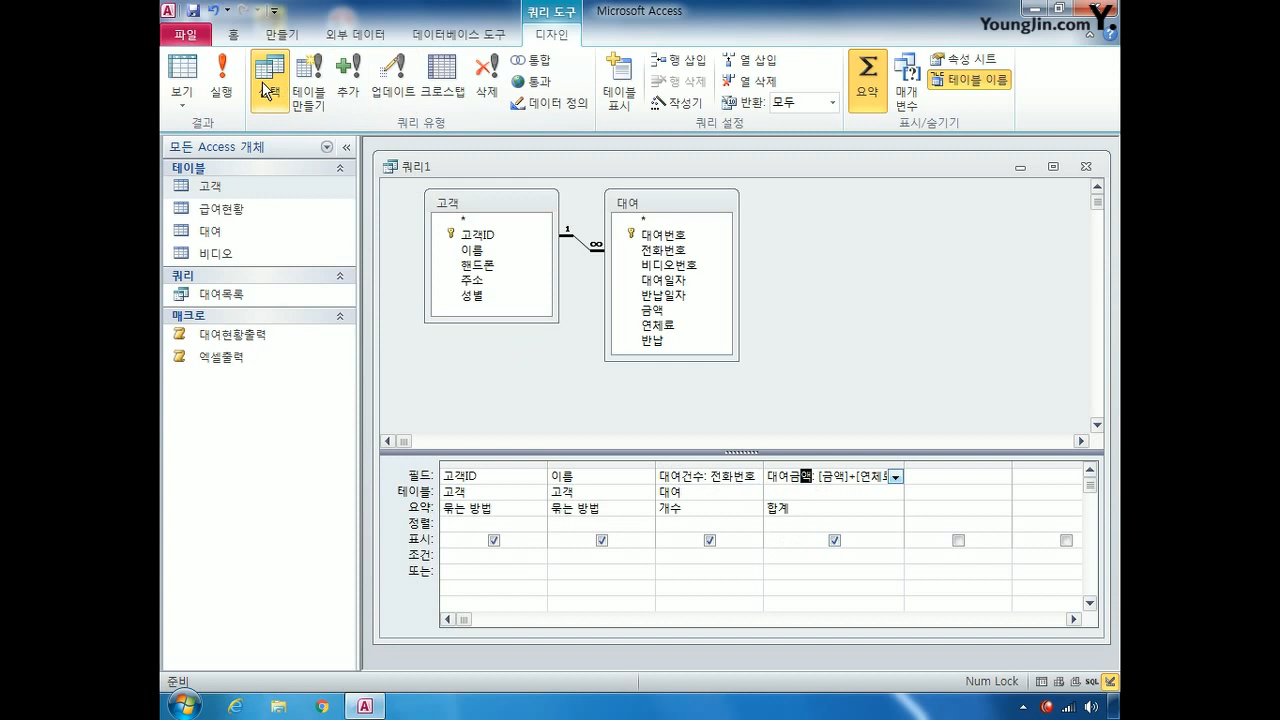 쿼리 도구
Microsoft Access
YoungJin.com Y.
파일
홈
만들기
외부 데이터
데이터베이스 도구
디자인
보기
실행
테이블
만들기
추가
업데이트
크로스탭
삭제
통합
통과
데이터 정의
테이블
표시
행 삽입
행 삭제
작성기
열 삽입
열 삭제
반환: 모두
요약
매개
변수
속성 시트
테이블 이름
결과
쿼리 유형
쿼리 설정
표시/숨기기
모든 Access 개체
테이블
고객
급여현황
대여
비디오
쿼리
대여목록
매크로
대여현황출력
엑셀출력
쿼리1
고객
*
고객ID
이름
핸드폰
주소
성별
1
∞
대여
*
대여번호
전화번호
비디오번호
대여일자
반납일자
금액
연체료
반납
필드: 고객ID 이름 대여건수: 전화번호 대여금액: [금액]+[연체료
테이블: 고객 고객 대여
요약: 묶는 방법 묶는 방법 개수 합계
정렬:
표시:
조건:
또는:
준비
Num Lock
SQL